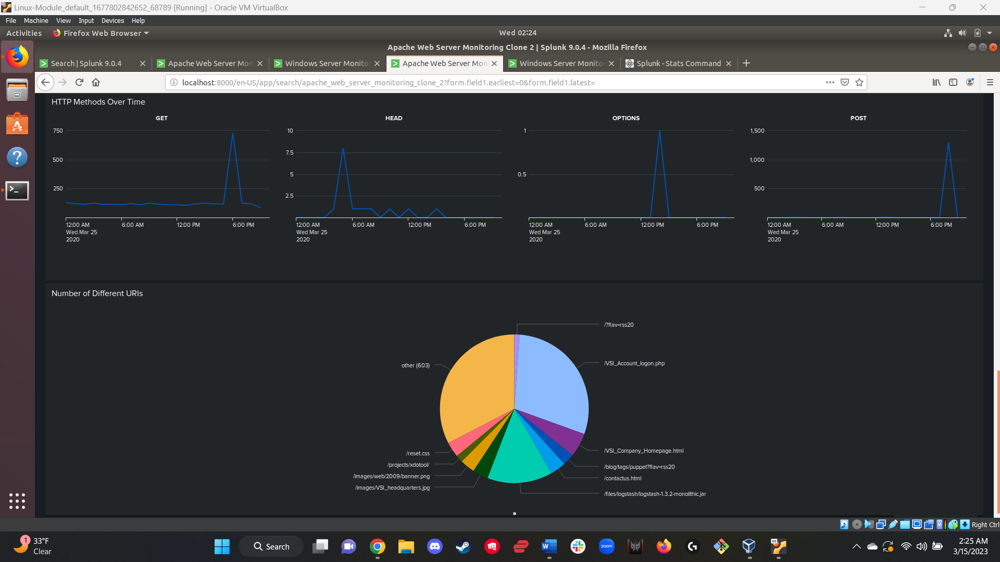 Linux-Module_default_1677802842652_68789 [Running] - Oracle VM VirtualBox
File Machine View Input Devices Help
Activities Firefox Web Browser Wed 02:24
Apache Web Server Monitoring Clone 2 | Splunk 9.0.4 - Mozilla Firefox
Search | Splunk 9.0.4 Apache Web Server Mon Windows Server Monito Apache Web Server Mon Windows Server Monito Splunk - Stats Command
localhost:8000/en-US/app/search/apache_web_server_monitoring_clone_2?form.field1.earliest=0&form.field1.latest=
HTTP Methods Over Time
GET
750
500
250
12:00 AM 6:00 AM 12:00 PM 6:00 PM
Wed Mar 25
2020
HEAD
10
7.5
5
2.5
12:00 AM 6:00 AM 12:00 PM 6:00 PM
Wed Mar 25
2020
OPTIONS
1
0.5
12:00 AM 6:00 AM 12:00 PM 6:00 PM
Wed Mar 25
2020
POST
1,500
1,000
500
12:00 AM 6:00 AM 12:00 PM 6:00 PM
Wed Mar 25
2020
Number of Different URIs
/?flav=rss20
/VSI_Account_logon.php
other (603)
/VSI_Company_Homepage.html
/reset.css
/projects/xdotool/
/blog/tags/puppet?flav=rss20
/images/web/2009/banner.png
/contactus.html
/images/VSI_headquarters.jpg
/files/logstash/logstash-1.3.2-monolithic.jar
Right Ctrl
1
33°F
Clear
Search
zoom
2:25 AM
3/15/2023